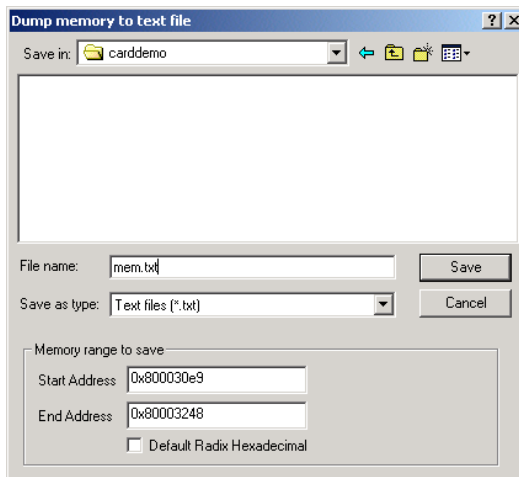 Dump memory to text file
Save in: carddemo
File name: mem.txt
Save
Save as type: Text files (*.txt)
Cancel
Memory range to save
Start Address 0x800030e9
End Address 0x80003248
Default Radix Hexadecimal